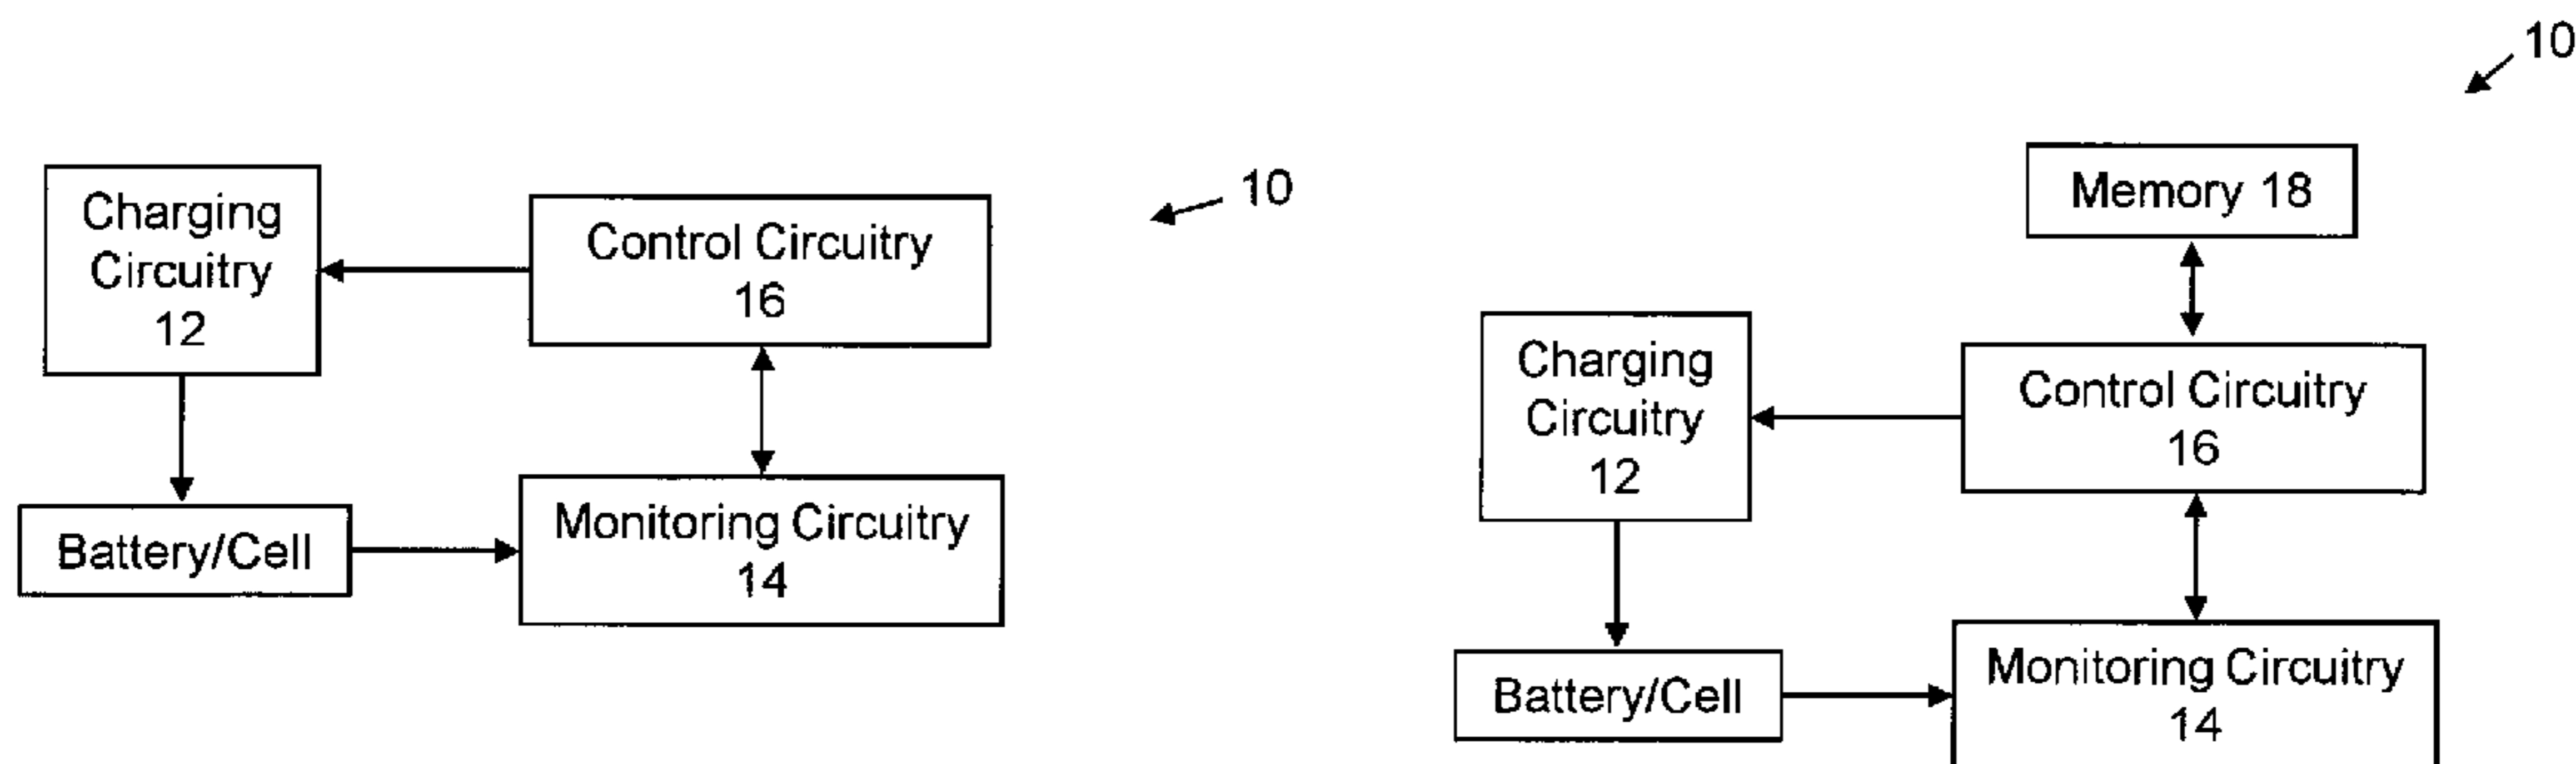 10
Charging
Circuitry
12
Control Circuitry
16
Battery/Cell
Monitoring Circuitry
14
10
Memory 18
Charging
Circuitry
12
Control Circuitry
16
Battery/Cell
Monitoring Circuitry
14